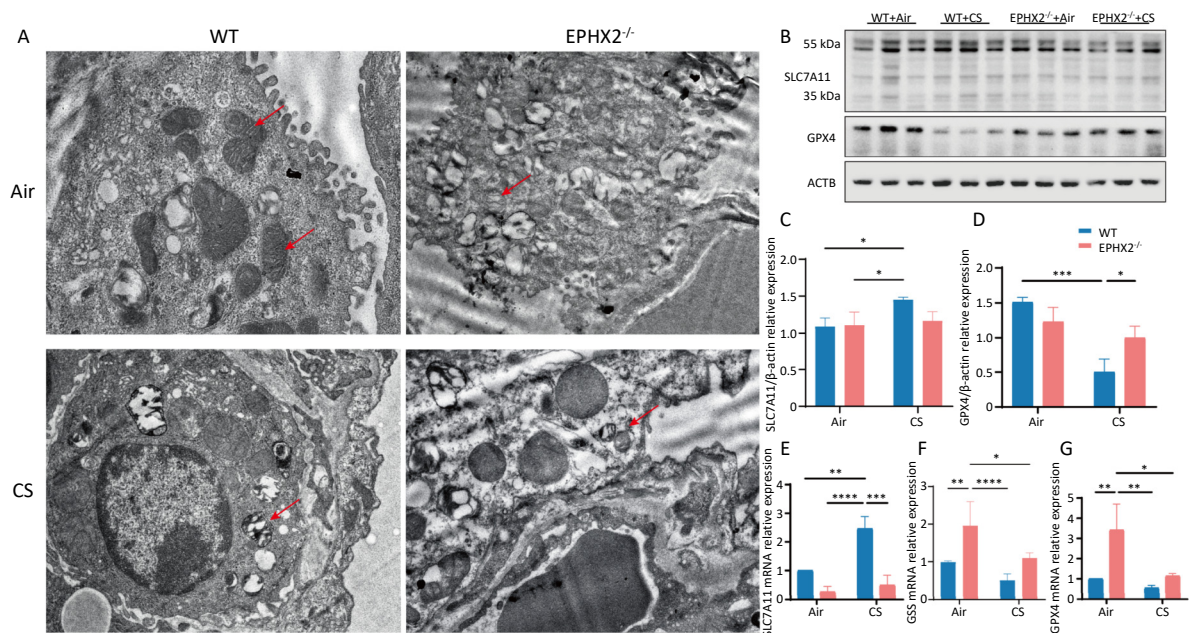 A
WT
EPHX2-/-
Air
CS
B
WT+Air WT+CS EPHX2-/-+Air EPHX2-/-+CS
55 kDa
SLC7A11
35 kDa
GPX4
ACTB
C
SLC7A11/β-actin relative expression
2.0
1.5
1.0
0.5
0
*
*
Air CS
D
WT
EPHX2-/-
GPX4/β-actin relative expression
2.0
1.5
1.0
0.5
0
***
*
Air CS
E
SLC7A11 mRNA relative expression
4
3
2
1
0
**
**** ***
Air CS
F
GSS mRNA relative expression
4
3
2
1
0
*
** ****
Air CS
G
GPX4 mRNA relative expression
5
4
3
2
1
0
*
** **
Air CS